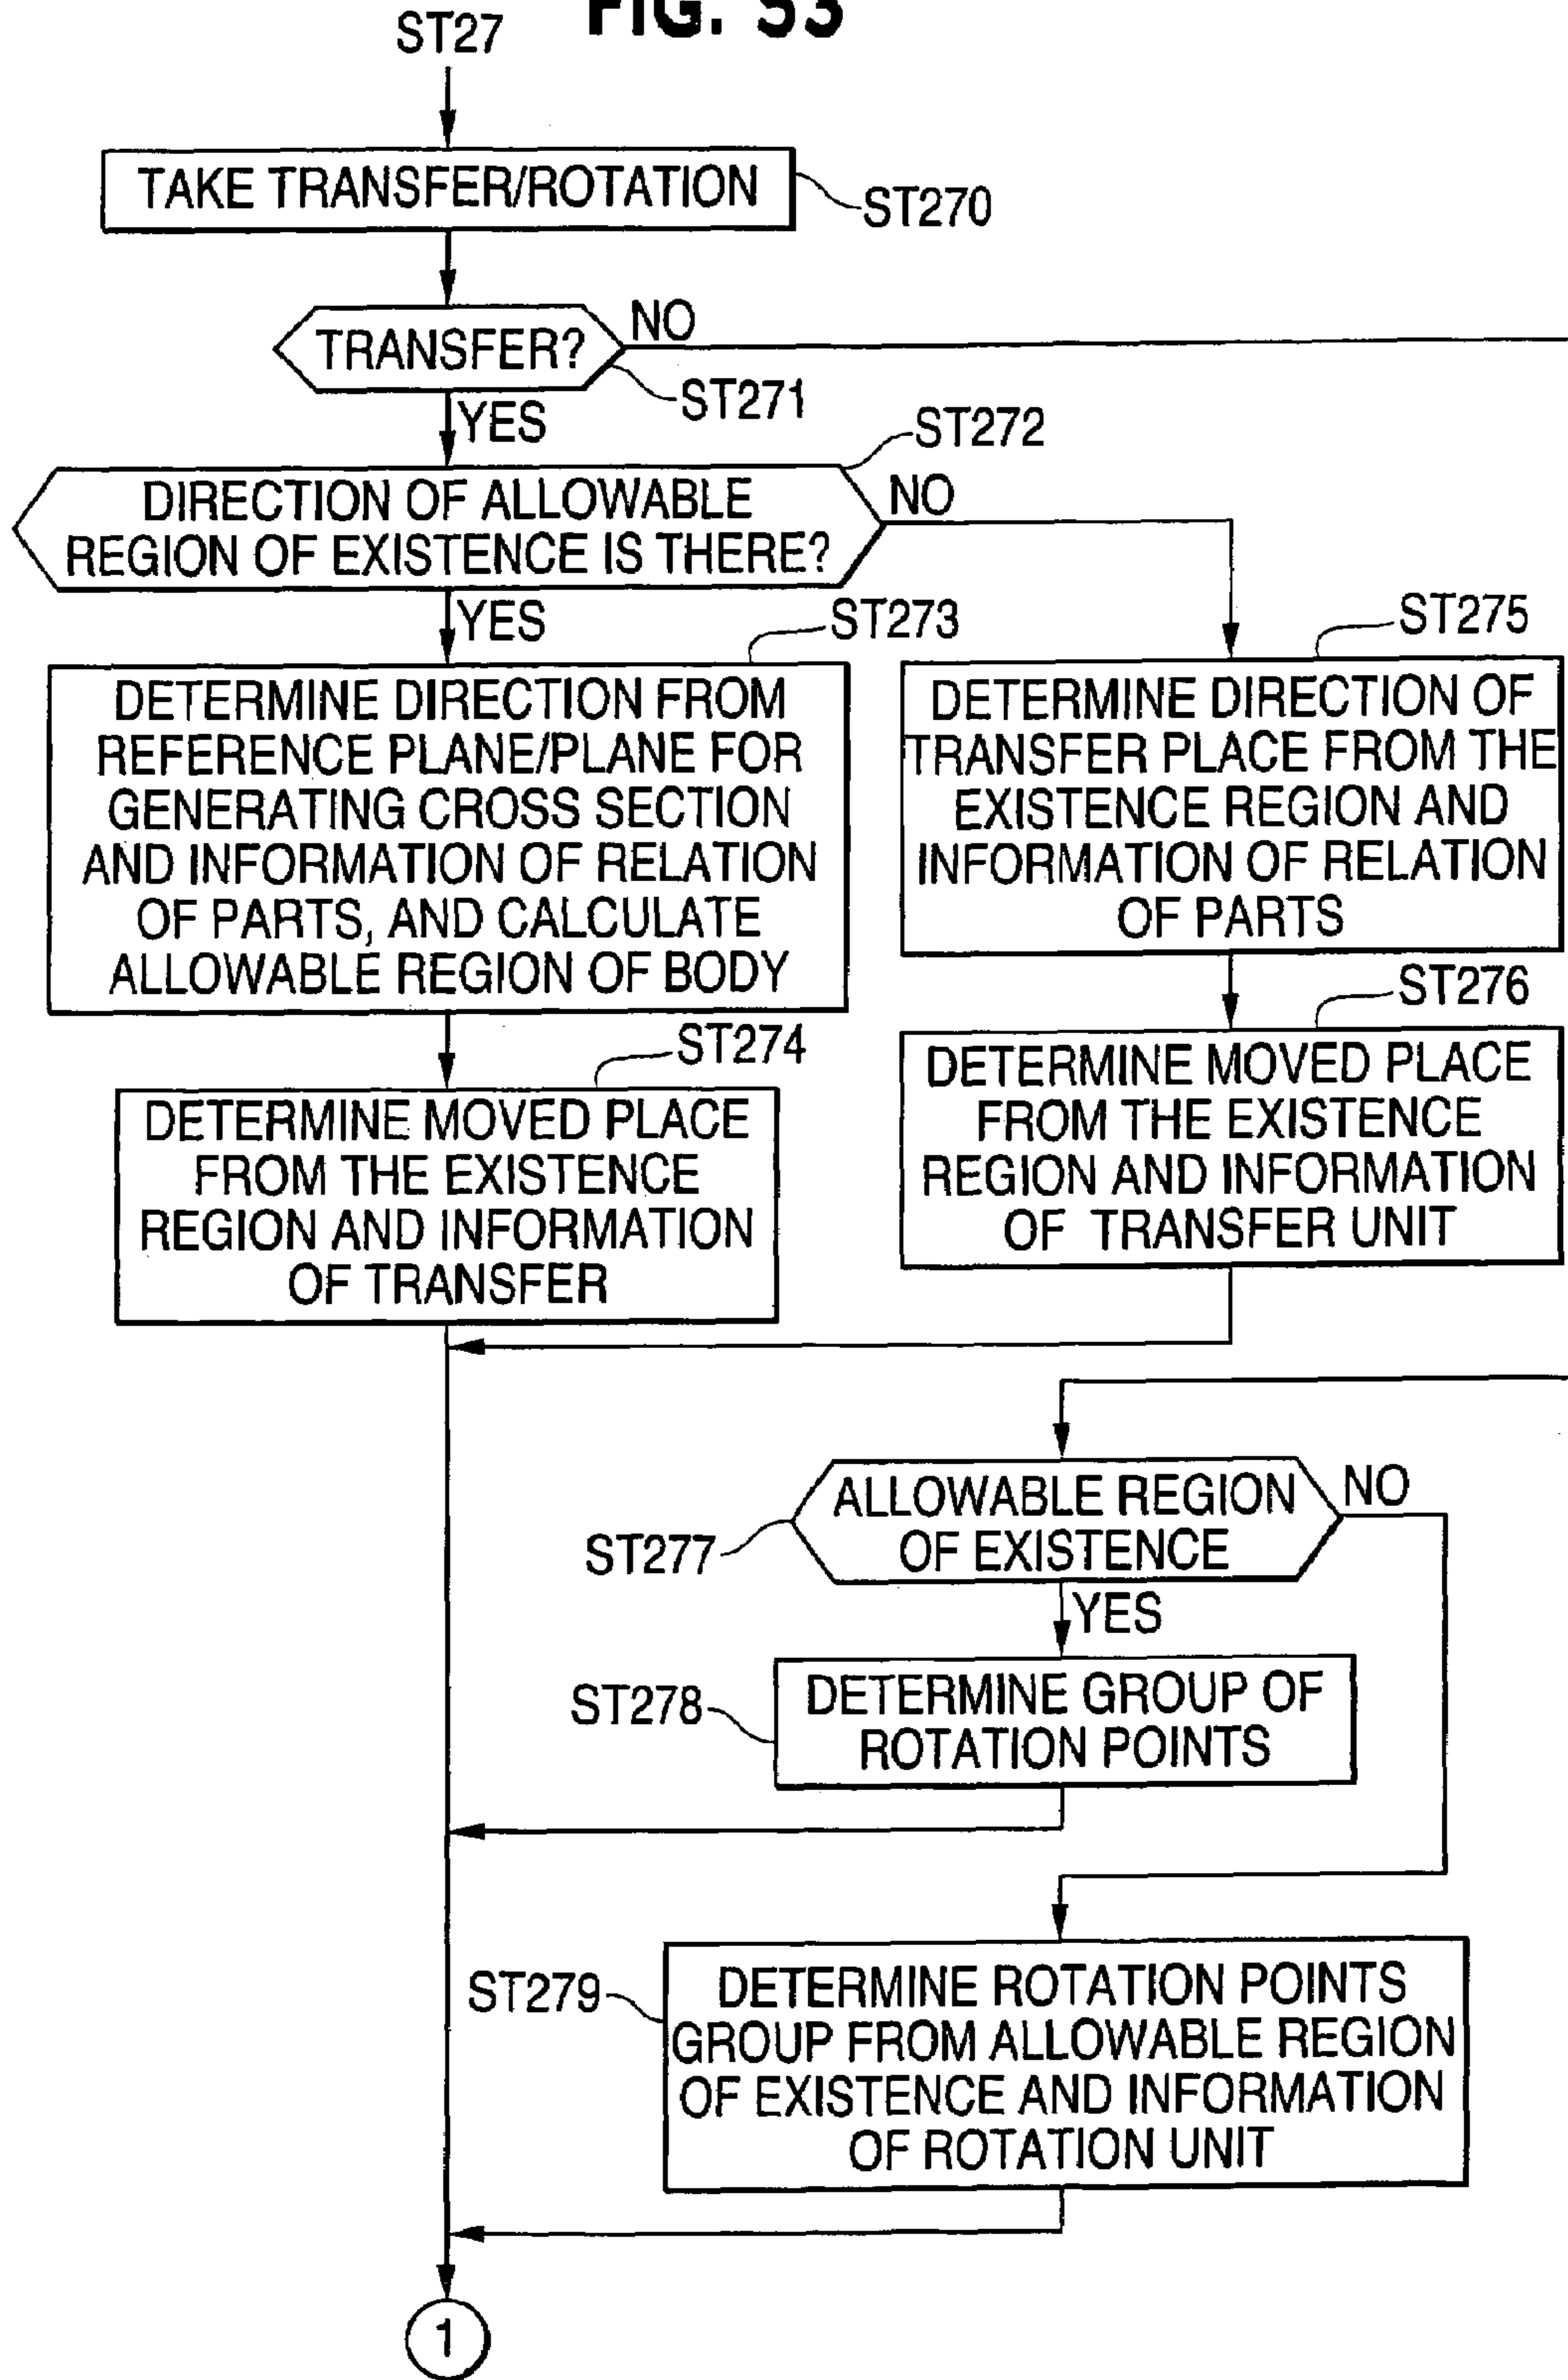 FIG. 53
ST27
TAKE TRANSFER/ROTATION
ST270
TRANSFER?
NO
ST271
YES
ST272
DIRECTION OF ALLOWABLE
REGION OF EXISTENCE IS THERE?
NO
YES
ST273
DETERMINE DIRECTION FROM
REFERENCE PLANE/PLANE FOR
GENERATING CROSS SECTION
AND INFORMATION OF RELATION
OF PARTS, AND CALCULATE
ALLOWABLE REGION OF BODY
ST275
DETERMINE DIRECTION OF
TRANSFER PLACE FROM THE
EXISTENCE REGION AND
INFORMATION OF RELATION
OF PARTS
ST274
DETERMINE MOVED PLACE
FROM THE EXISTENCE
REGION AND INFORMATION
OF TRANSFER
ST276
DETERMINE MOVED PLACE
FROM THE EXISTENCE
REGION AND INFORMATION
OF TRANSFER UNIT
ST277
ALLOWABLE REGION
OF EXISTENCE
NO
YES
ST278
DETERMINE GROUP OF
ROTATION POINTS
ST279
DETERMINE ROTATION POINTS
GROUP FROM ALLOWABLE REGION
OF EXISTENCE AND INFORMATION
OF ROTATION UNIT
1